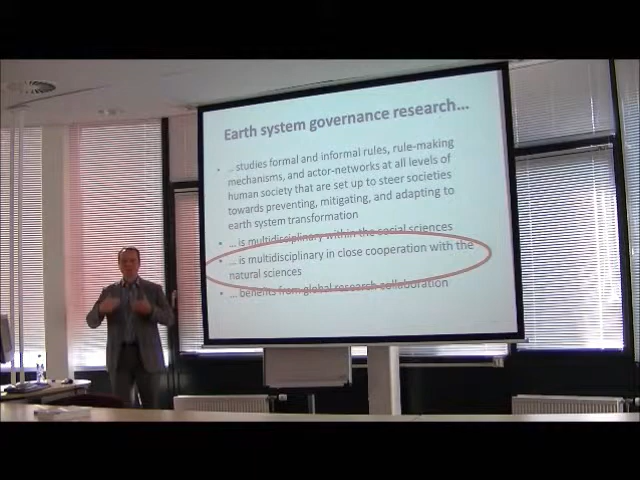 Earth system governance research...
... studies formal and informal rules, rule-making
mechanisms, and actor-networks at all levels of
human society that are set up to steer societies
towards preventing, mitigating, and adapting to
earth system transformation
... is multidisciplinary within the social sciences
... is multidisciplinary in close cooperation with the
natural sciences
... benefits from global research collaboration